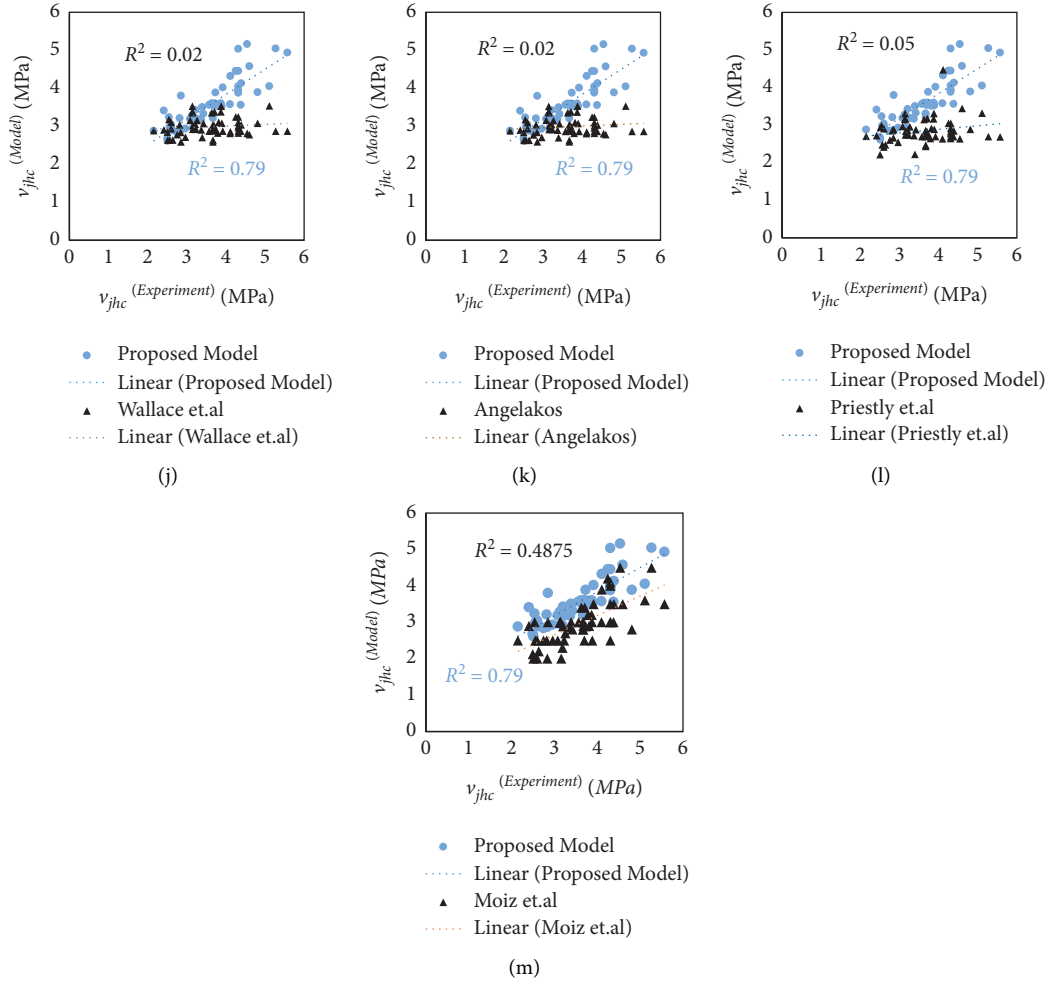 6
5
4
3
2
1
0
v_jhc^(Model) (MPa)
R² = 0.02
R² = 0.79
0 1 2 3 4 5 6
v_jhc^(Experiment) (MPa)
Proposed Model
Linear (Proposed Model)
Wallace et.al
Linear (Wallace et.al)
(j)
6
5
4
3
2
1
0
v_jhc^(Model) (MPa)
R² = 0.02
R² = 0.79
0 1 2 3 4 5 6
v_jhc^(Experiment) (MPa)
Proposed Model
Linear (Proposed Model)
Angelakos
Linear (Angelakos)
(k)
6
5
4
3
2
1
0
v_jhc^(Model) (MPa)
R² = 0.05
R² = 0.79
0 1 2 3 4 5 6
v_jhc^(Experiment) (MPa)
Proposed Model
Linear (Proposed Model)
Priestly et.al
Linear (Priestly et.al)
(l)
6
5
4
3
2
1
0
v_jhc^(Model) (MPa)
R² = 0.4875
R² = 0.79
0 1 2 3 4 5 6
v_jhc^(Experiment) (MPa)
Proposed Model
Linear (Proposed Model)
Moiz et.al
Linear (Moiz et.al)
(m)